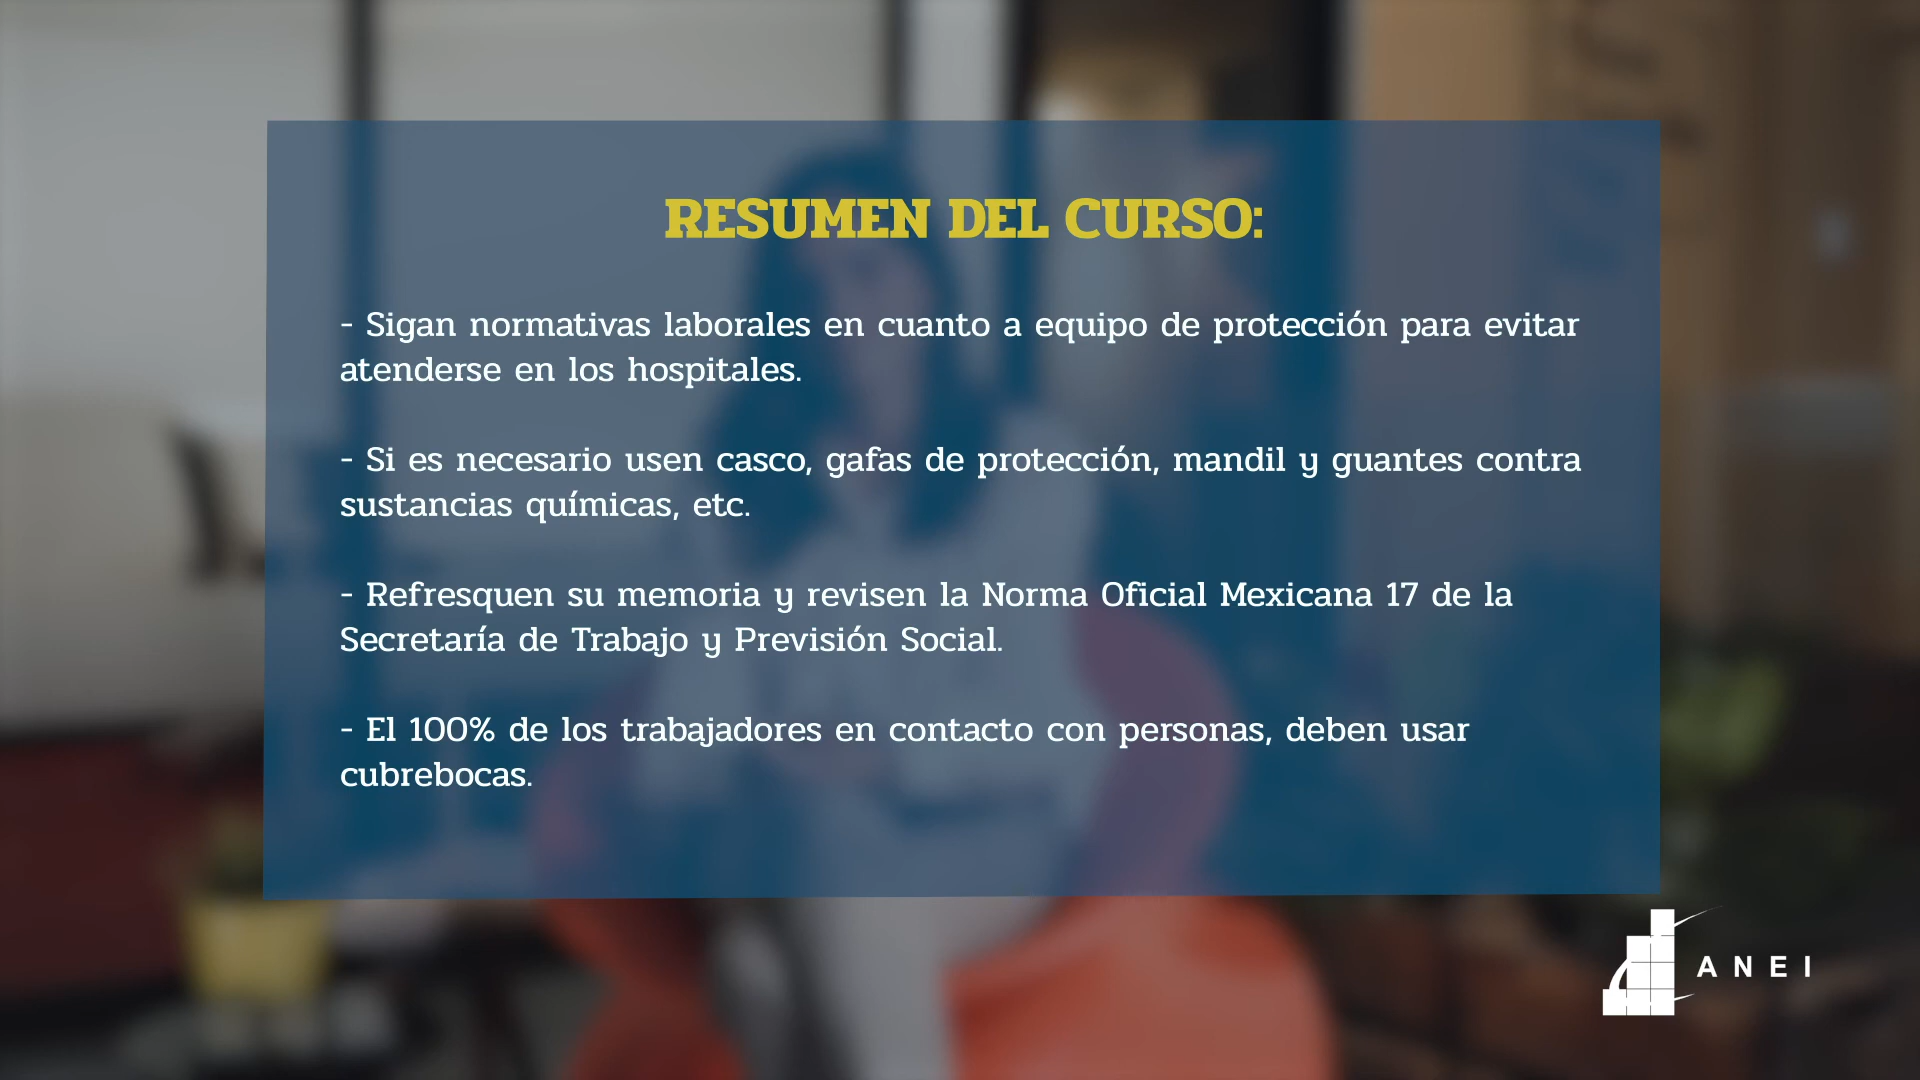 RESUMEN DEL CURSO:
- Sigan normativas laborales en cuanto a equipo de protección para evitar
atenderse en los hospitales.
- Si es necesario usen casco, gafas de protección, mandil y guantes contra
sustancias químicas, etc.
- Refresquen su memoria y revisen la Norma Oficial Mexicana 17 de la
Secretaría de Trabajo y Previsión Social.
- El 100% de los trabajadores en contacto con personas, deben usar
cubrebocas.
ANEI